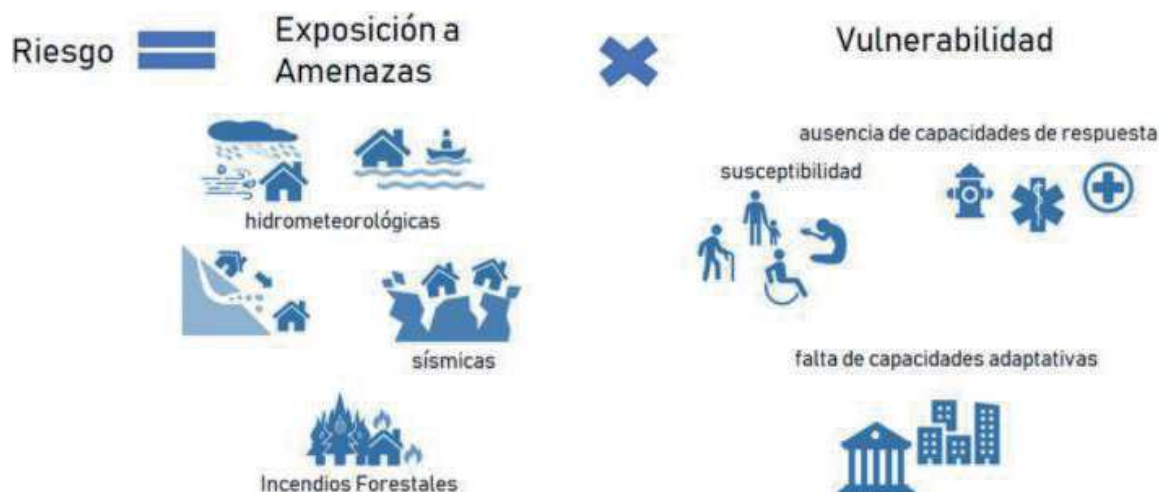 Riesgo
Exposición a
Amenazas
Vulnerabilidad
hidrometeorológicas
sísmicas
Incendios Forestales
ausencia de capacidades de respuesta
susceptibilidad
falta de capacidades adaptativas